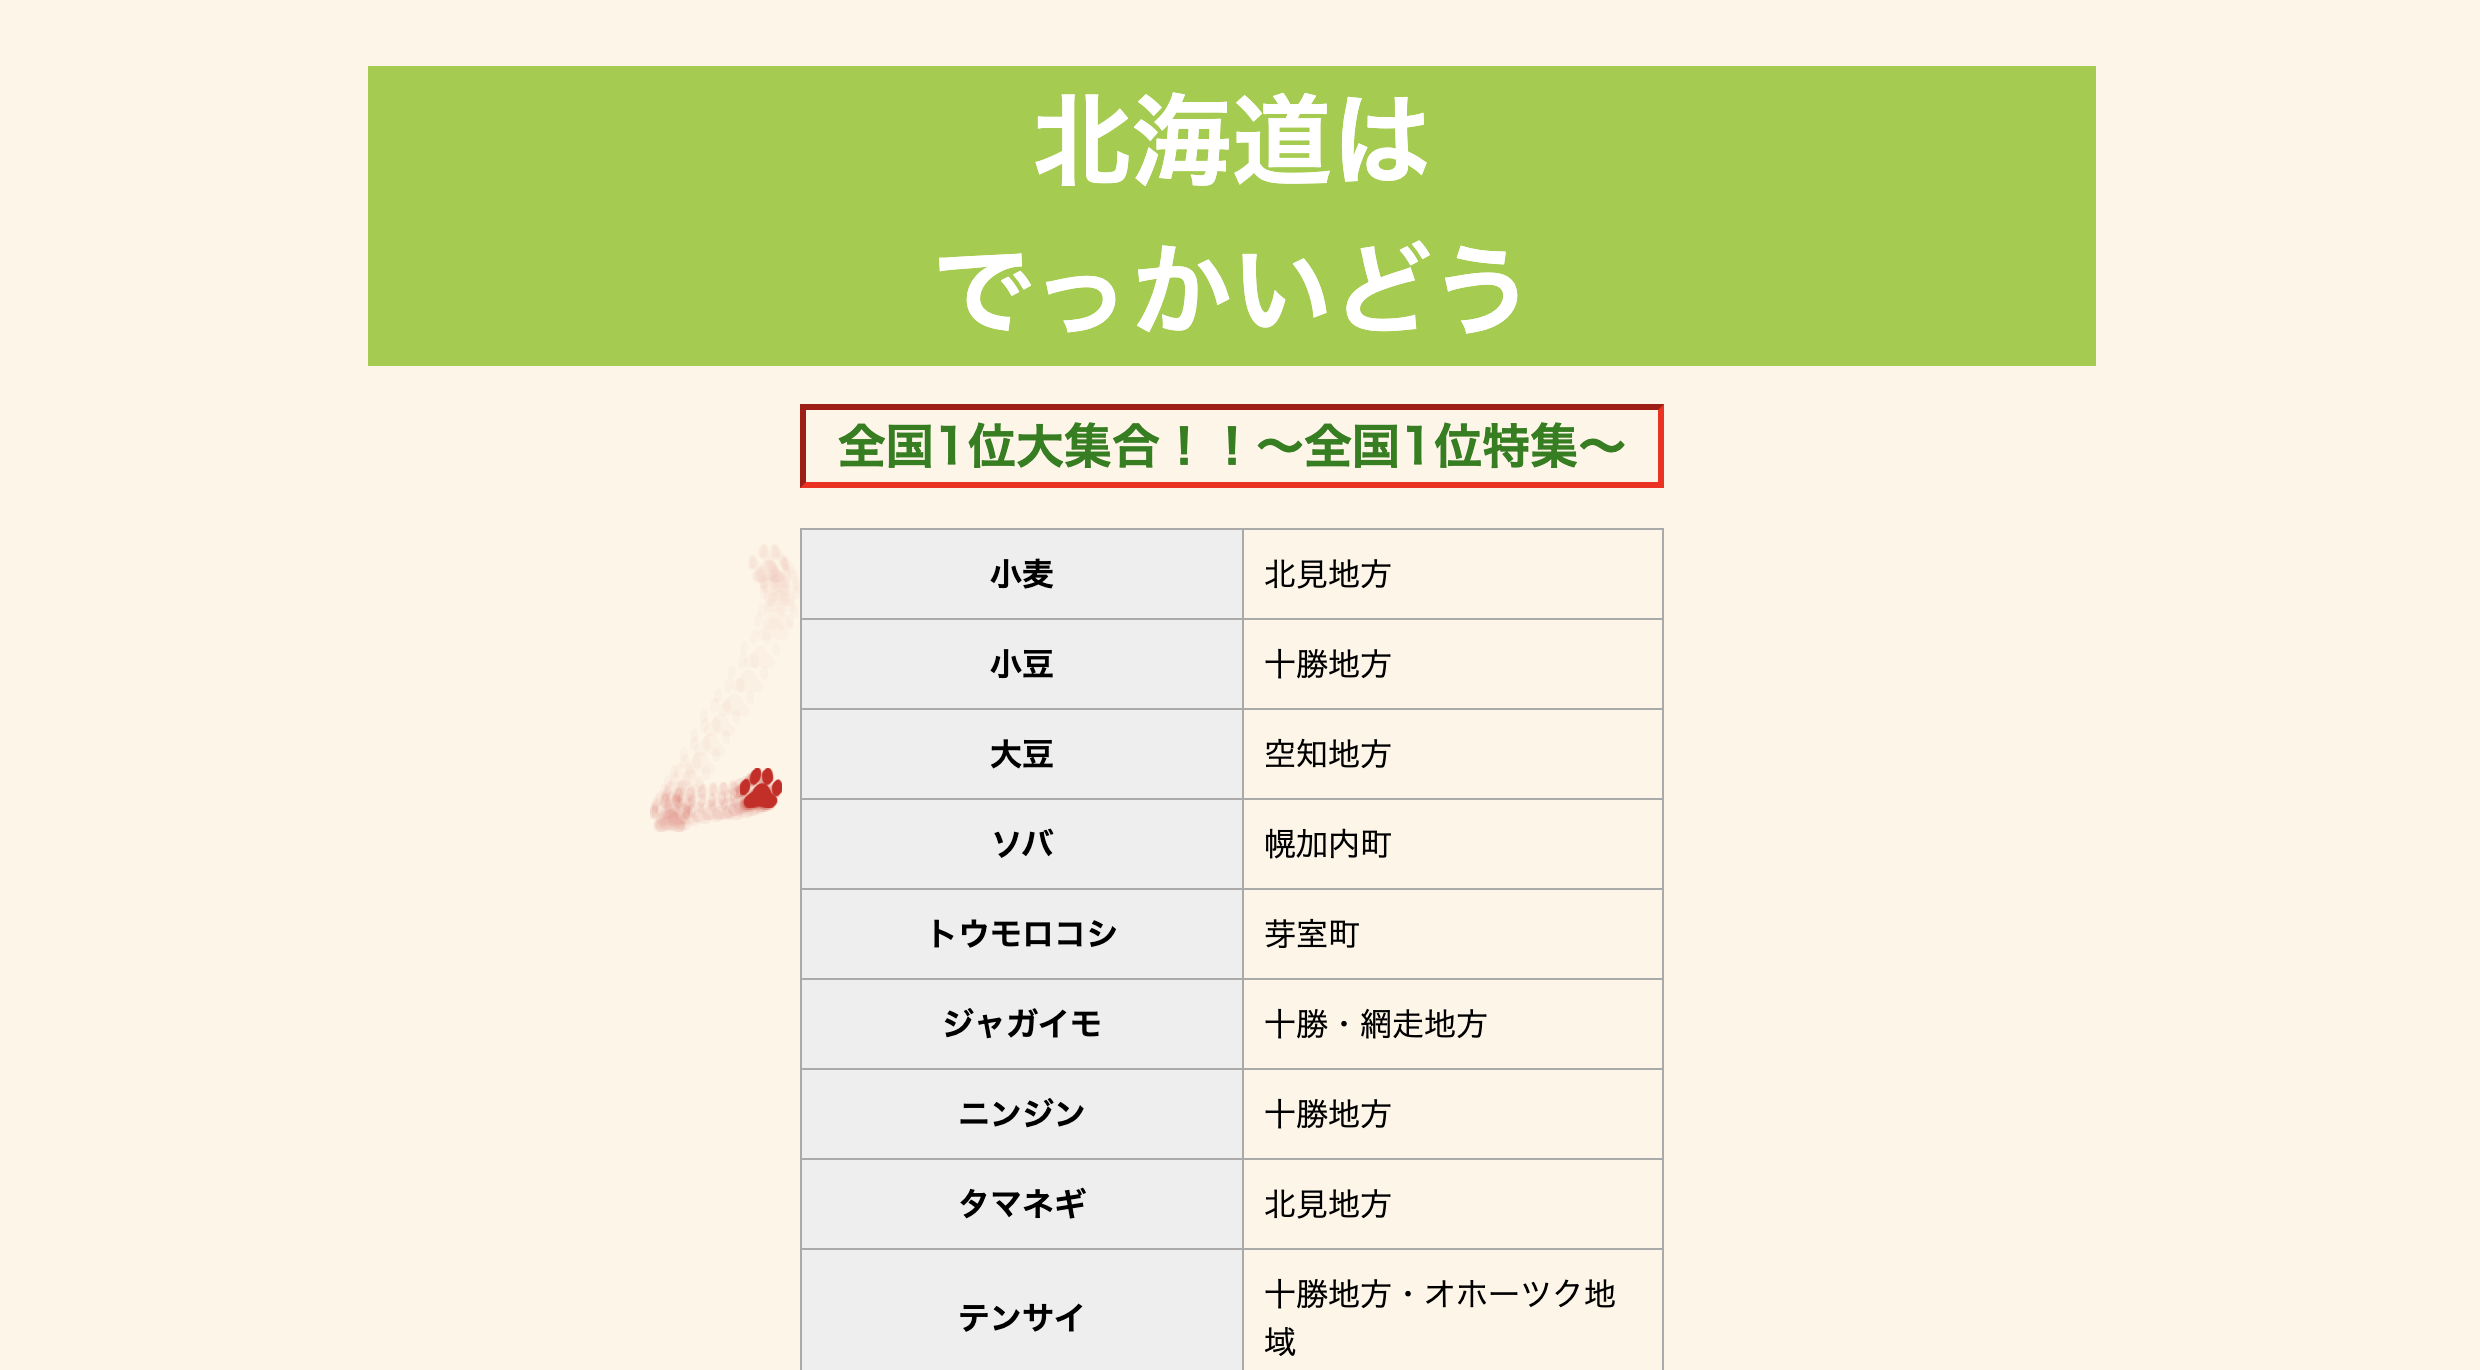 北海道は
でっかいどう
全国1位大集合！！～全国1位特集～
小麦 北見地方
小豆 十勝地方
大豆 空知地方
ソバ 幌加内町
トウモロコシ 芽室町
ジャガイモ 十勝・網走地方
ニンジン 十勝地方
タマネギ 北見地方
テンサイ 十勝地方・オホーツク地
域